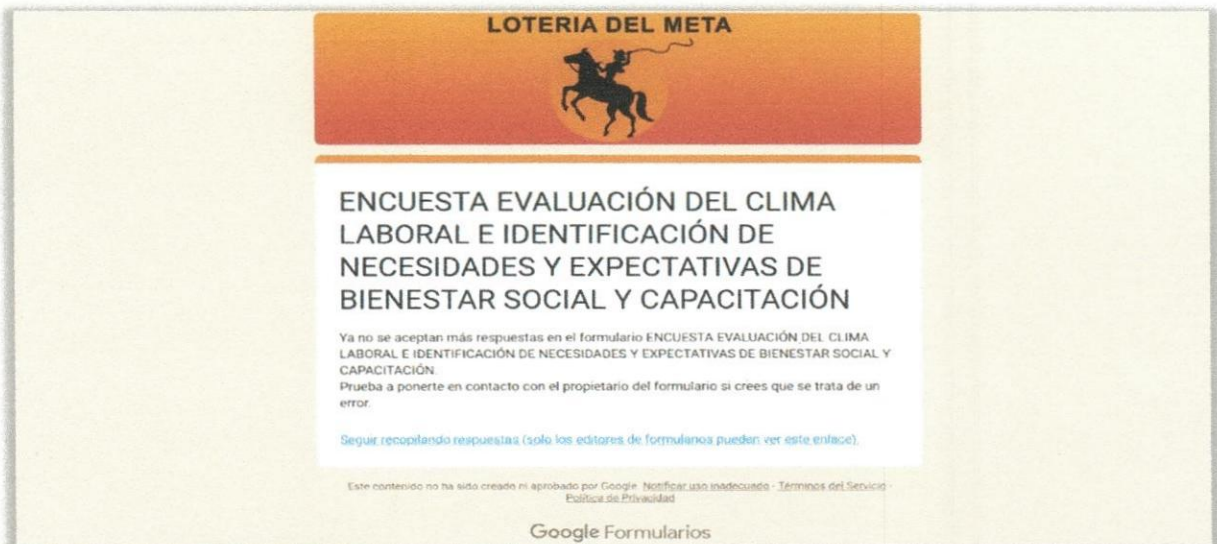 LOTERIA DEL META
ENCUESTA EVALUACIÓN DEL CLIMA
LABORAL E IDENTIFICACIÓN DE
NECESIDADES Y EXPECTATIVAS DE
BIENESTAR SOCIAL Y CAPACITACIÓN
Ya no se aceptan más respuestas en el formulario ENCUESTA EVALUACIÓN DEL CLIMA
LABORAL E IDENTIFICACIÓN DE NECESIDADES Y EXPECTATIVAS DE BIENESTAR SOCIAL Y
CAPACITACIÓN.
Prueba a ponerte en contacto con el propietario del formulario si crees que se trata de un
error.
Seguir recopilando respuestas (solo los editores de formularios pueden ver este enlace).
Este contenido no ha sido creado ni aprobado por Google. Notificar uso inadecuado - Términos del Servicio -
Política de Privacidad
Google Formularios